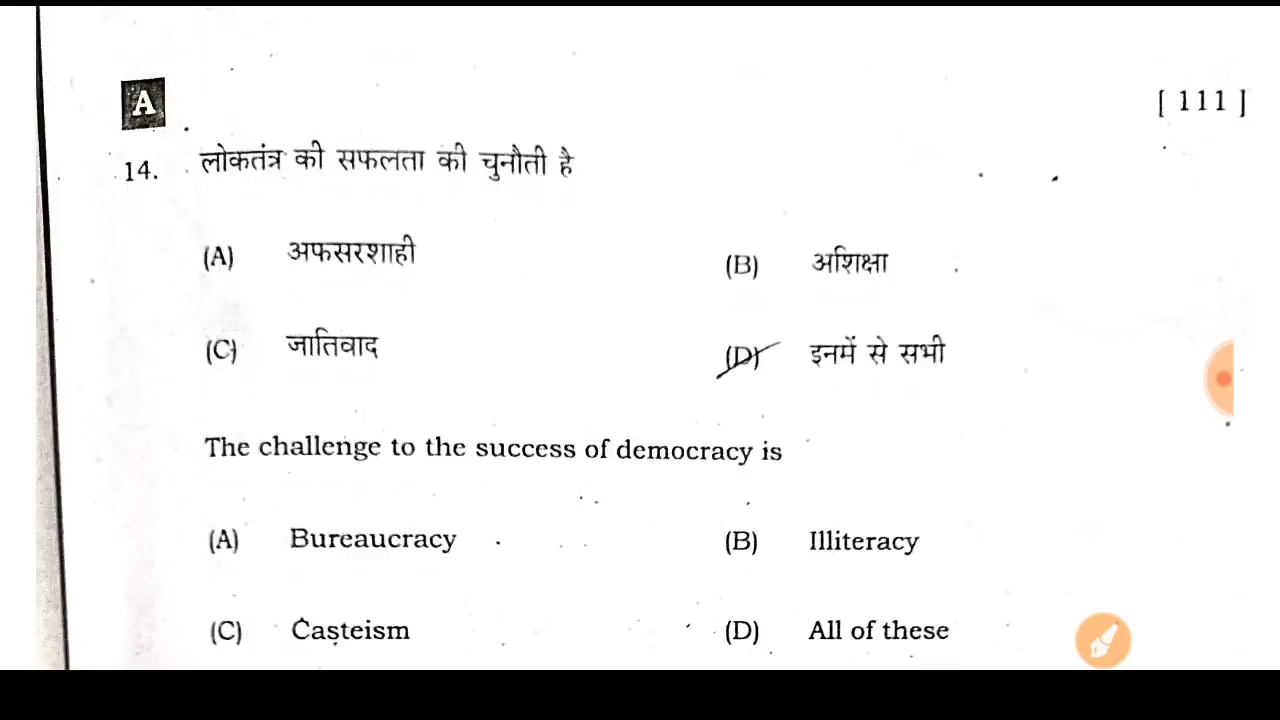 A
[ 111 ]
14. लोकतंत्र की सफलता की चुनौती है
(A) अफसरशाही (B) अशिक्षा
(C) जातिवाद (D) इनमें से सभी
The challenge to the success of democracy is
(A) Bureaucracy (B) Illiteracy
(C) Casteism (D) All of these